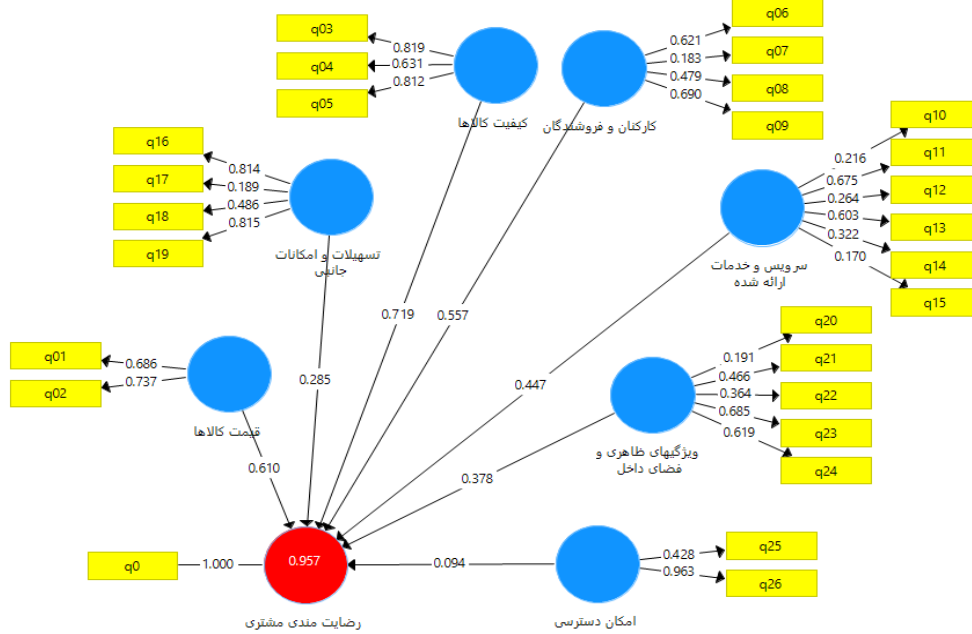 q03
0.819
q04
0.631
q05
0.812
کیفیت کالاها
q06
0.621
q07
0.183
q08
0.479
q09
0.690
کارکنان و فروشندگان
q10
0.216
q11
0.675
q12
0.264
q13
0.603
q14
0.322
q15
0.170
سرویس و خدمات
ارائه شده
q16
0.814
q17
0.189
q18
0.486
q19
0.815
تسهیلات و امکانات
جانبی
0.719
0.557
0.447
0.285
q01
0.686
q02
0.737
قیمت کالاها
0.610
q20
0.191
q21
0.466
q22
0.364
q23
0.685
q24
0.619
ویژگیهای ظاهری و
فضای داخل
0.378
q0
1.000
0.957
رضایت مندی مشتری
0.094
q25
0.428
q26
0.963
امکان دسترسی